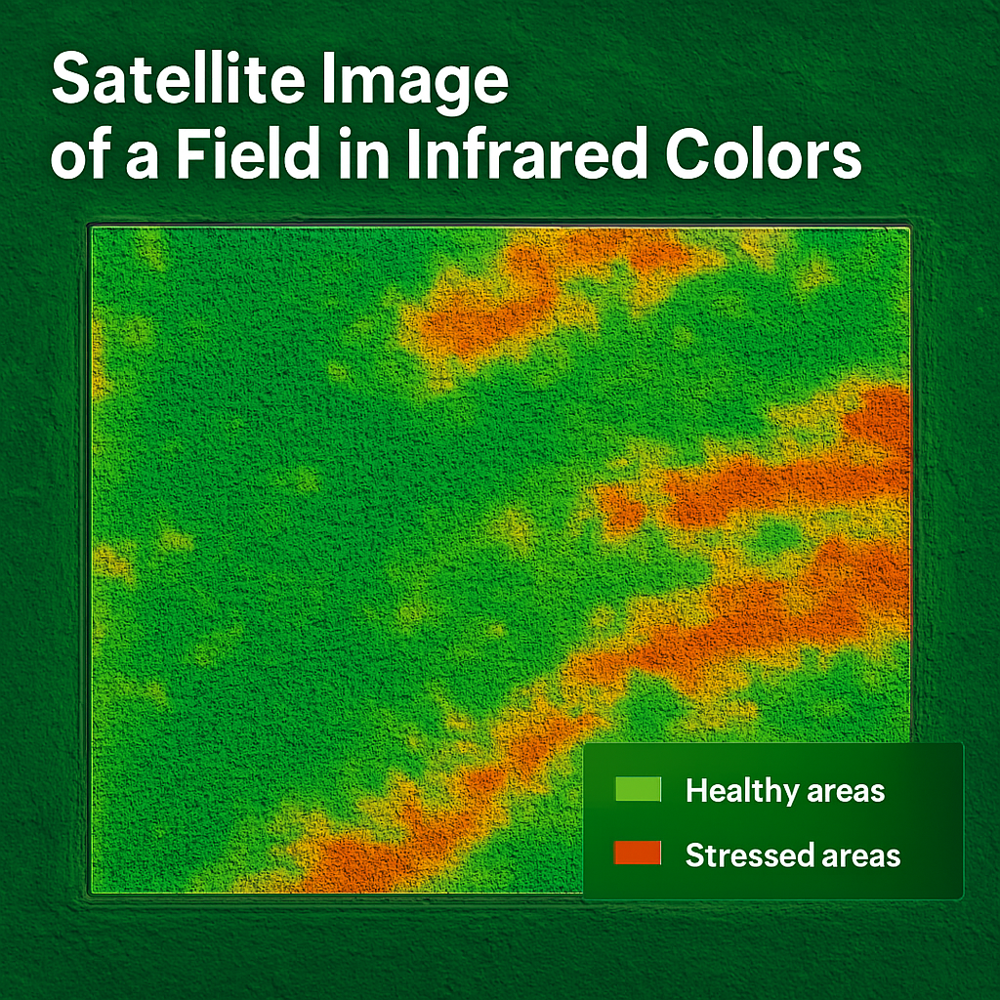 Satellite Image
of a Field in Infrared Colors
Healthy areas
Stressed areas